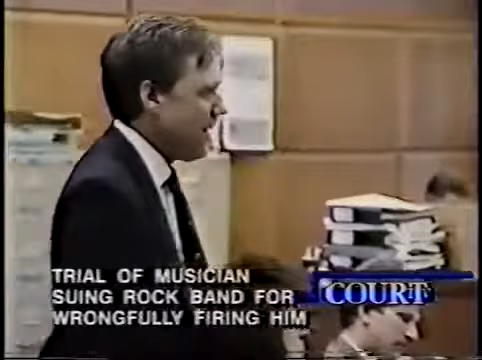 TRIAL OF MUSICIAN
SUING ROCK BAND FOR
WRONGFULLY FIRING HIM
COURT